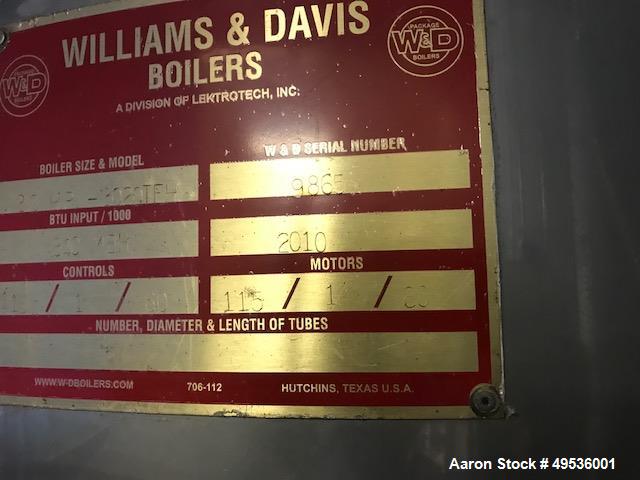 WILLIAMS & DAVIS
BOILERS
A DIVISION OF LEKTROTECH, INC.
PACKAGE
W&D
BOILERS
W&D
BOILER SIZE & MODEL
W & D SERIAL NUMBER
BTU INPUT / 1000
2010
CONTROLS
MOTORS
/ 1 /
115 / 1 /
NUMBER, DIAMETER & LENGTH OF TUBES
WWW.W-DBOILERS.COM
706-112
HUTCHINS, TEXAS U.S.A.
Aaron Stock # 49536001